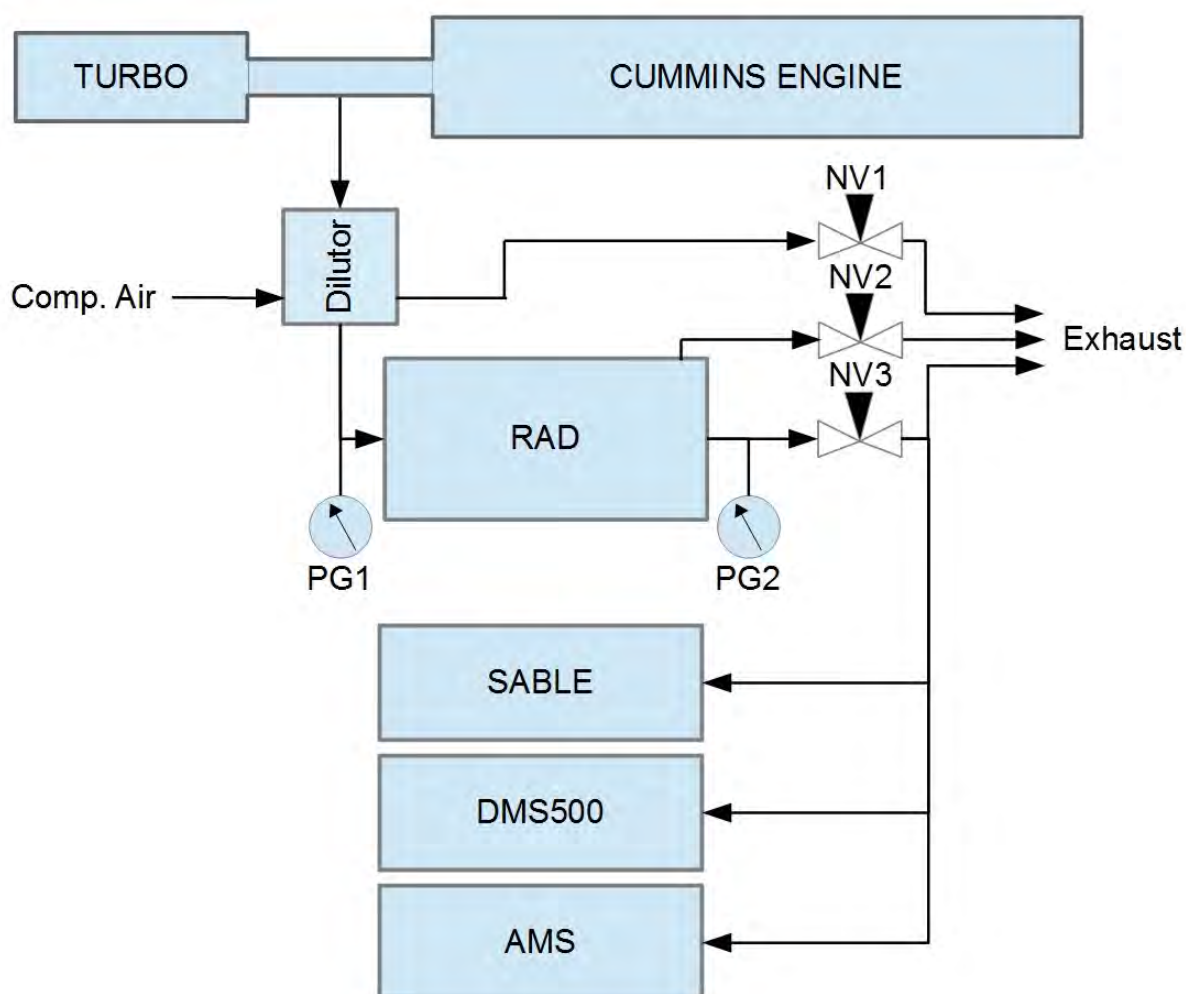 TURBO
CUMMINS ENGINE
NV1
Dilutor
NV2
Comp. Air
Exhaust
NV3
RAD
PG1
PG2
SABLE
DMS500
AMS